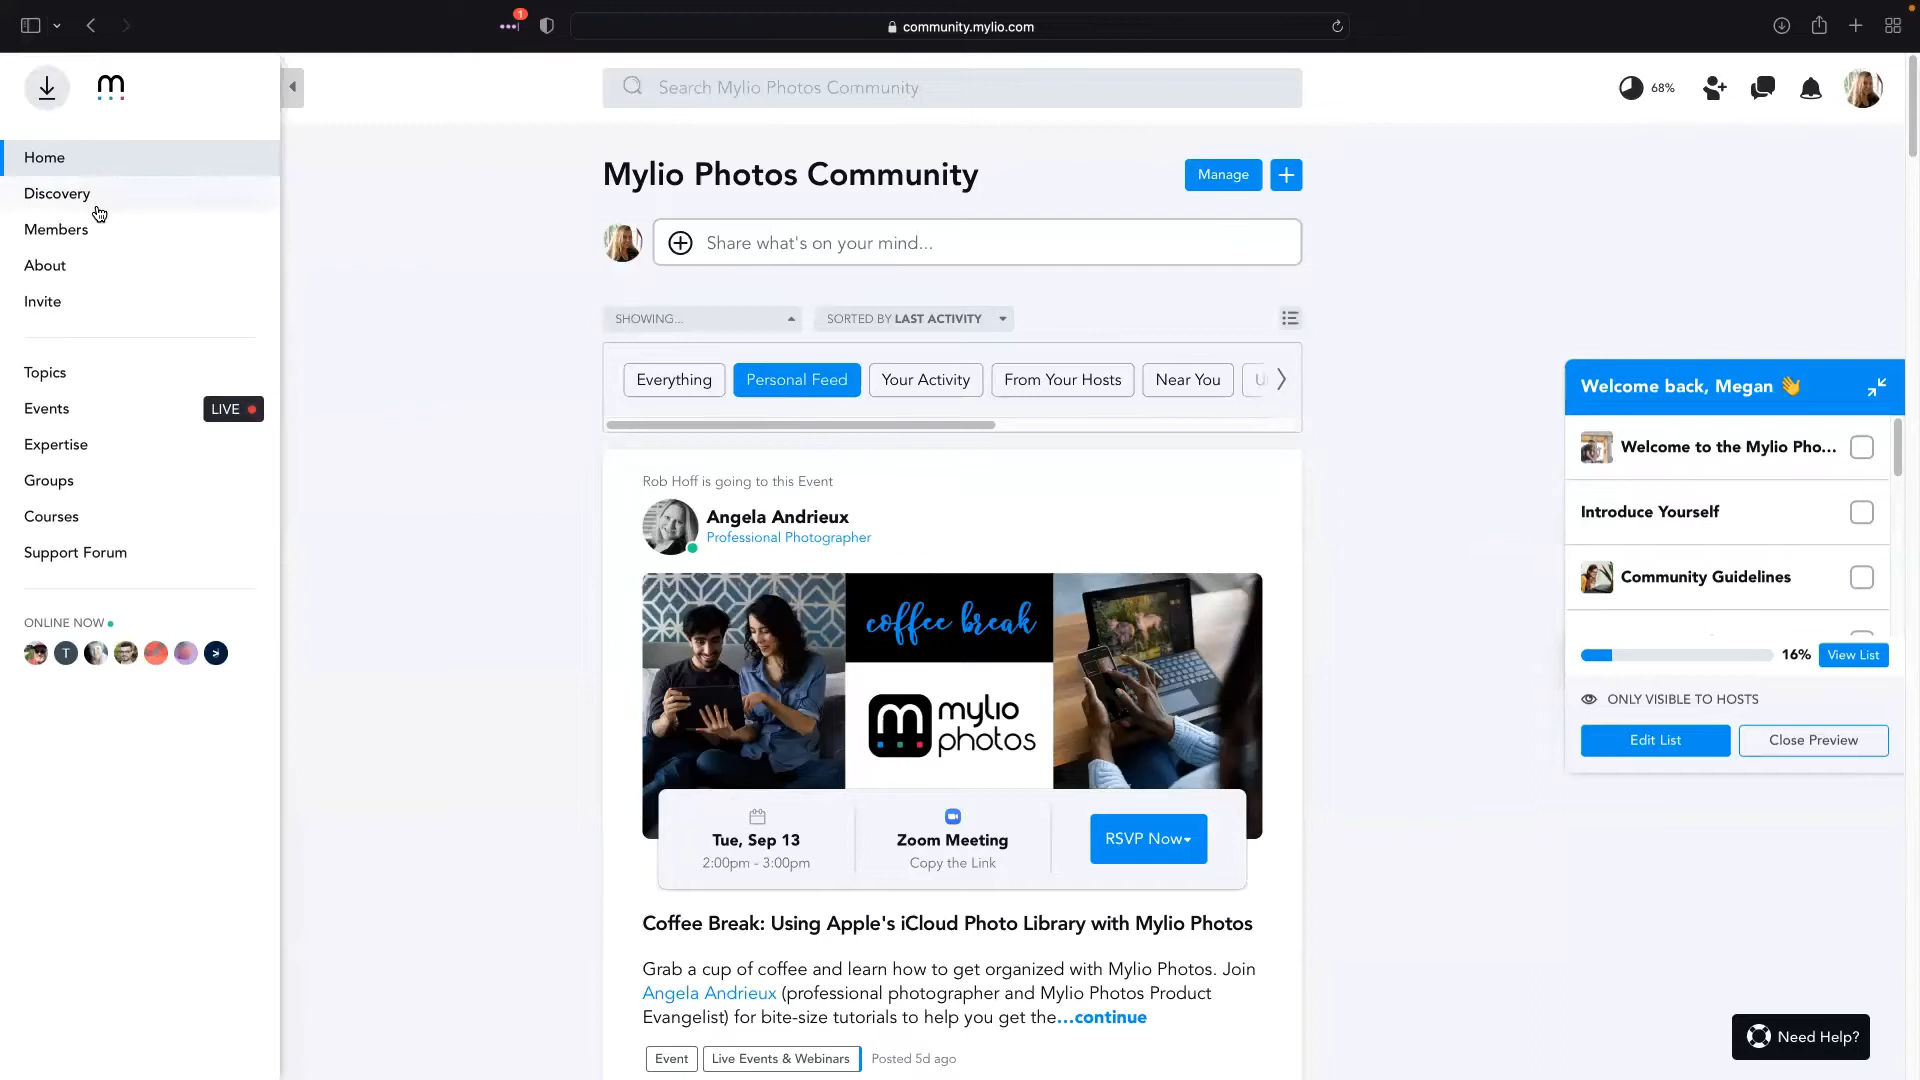 1
community.mylio.com
m
Search Mylio Photos Community
68%
Home
Discovery
Members
About
Invite
Topics
Events
LIVE
Expertise
Groups
Courses
Support Forum
ONLINE NOW
T
Mylio Photos Community
Manage
Share what's on your mind...
SHOWING...
SORTED BY LAST ACTIVITY
Everything
Personal Feed
Your Activity
From Your Hosts
Near You
Rob Hoff is going to this Event
Angela Andrieux
Professional Photographer
coffee break
m mylio
photos
Tue, Sep 13
2:00pm - 3:00pm
Zoom Meeting
Copy the Link
RSVP Now
Coffee Break: Using Apple's iCloud Photo Library with Mylio Photos
Grab a cup of coffee and learn how to get organized with Mylio Photos. Join
Angela Andrieux (professional photographer and Mylio Photos Product
Evangelist) for bite-size tutorials to help you get the...continue
Event
Live Events & Webinars
Posted 5d ago
Welcome back, Megan 👋
Welcome to the Mylio Pho...
Introduce Yourself
Community Guidelines
16%
View List
ONLY VISIBLE TO HOSTS
Edit List
Close Preview
Need Help?